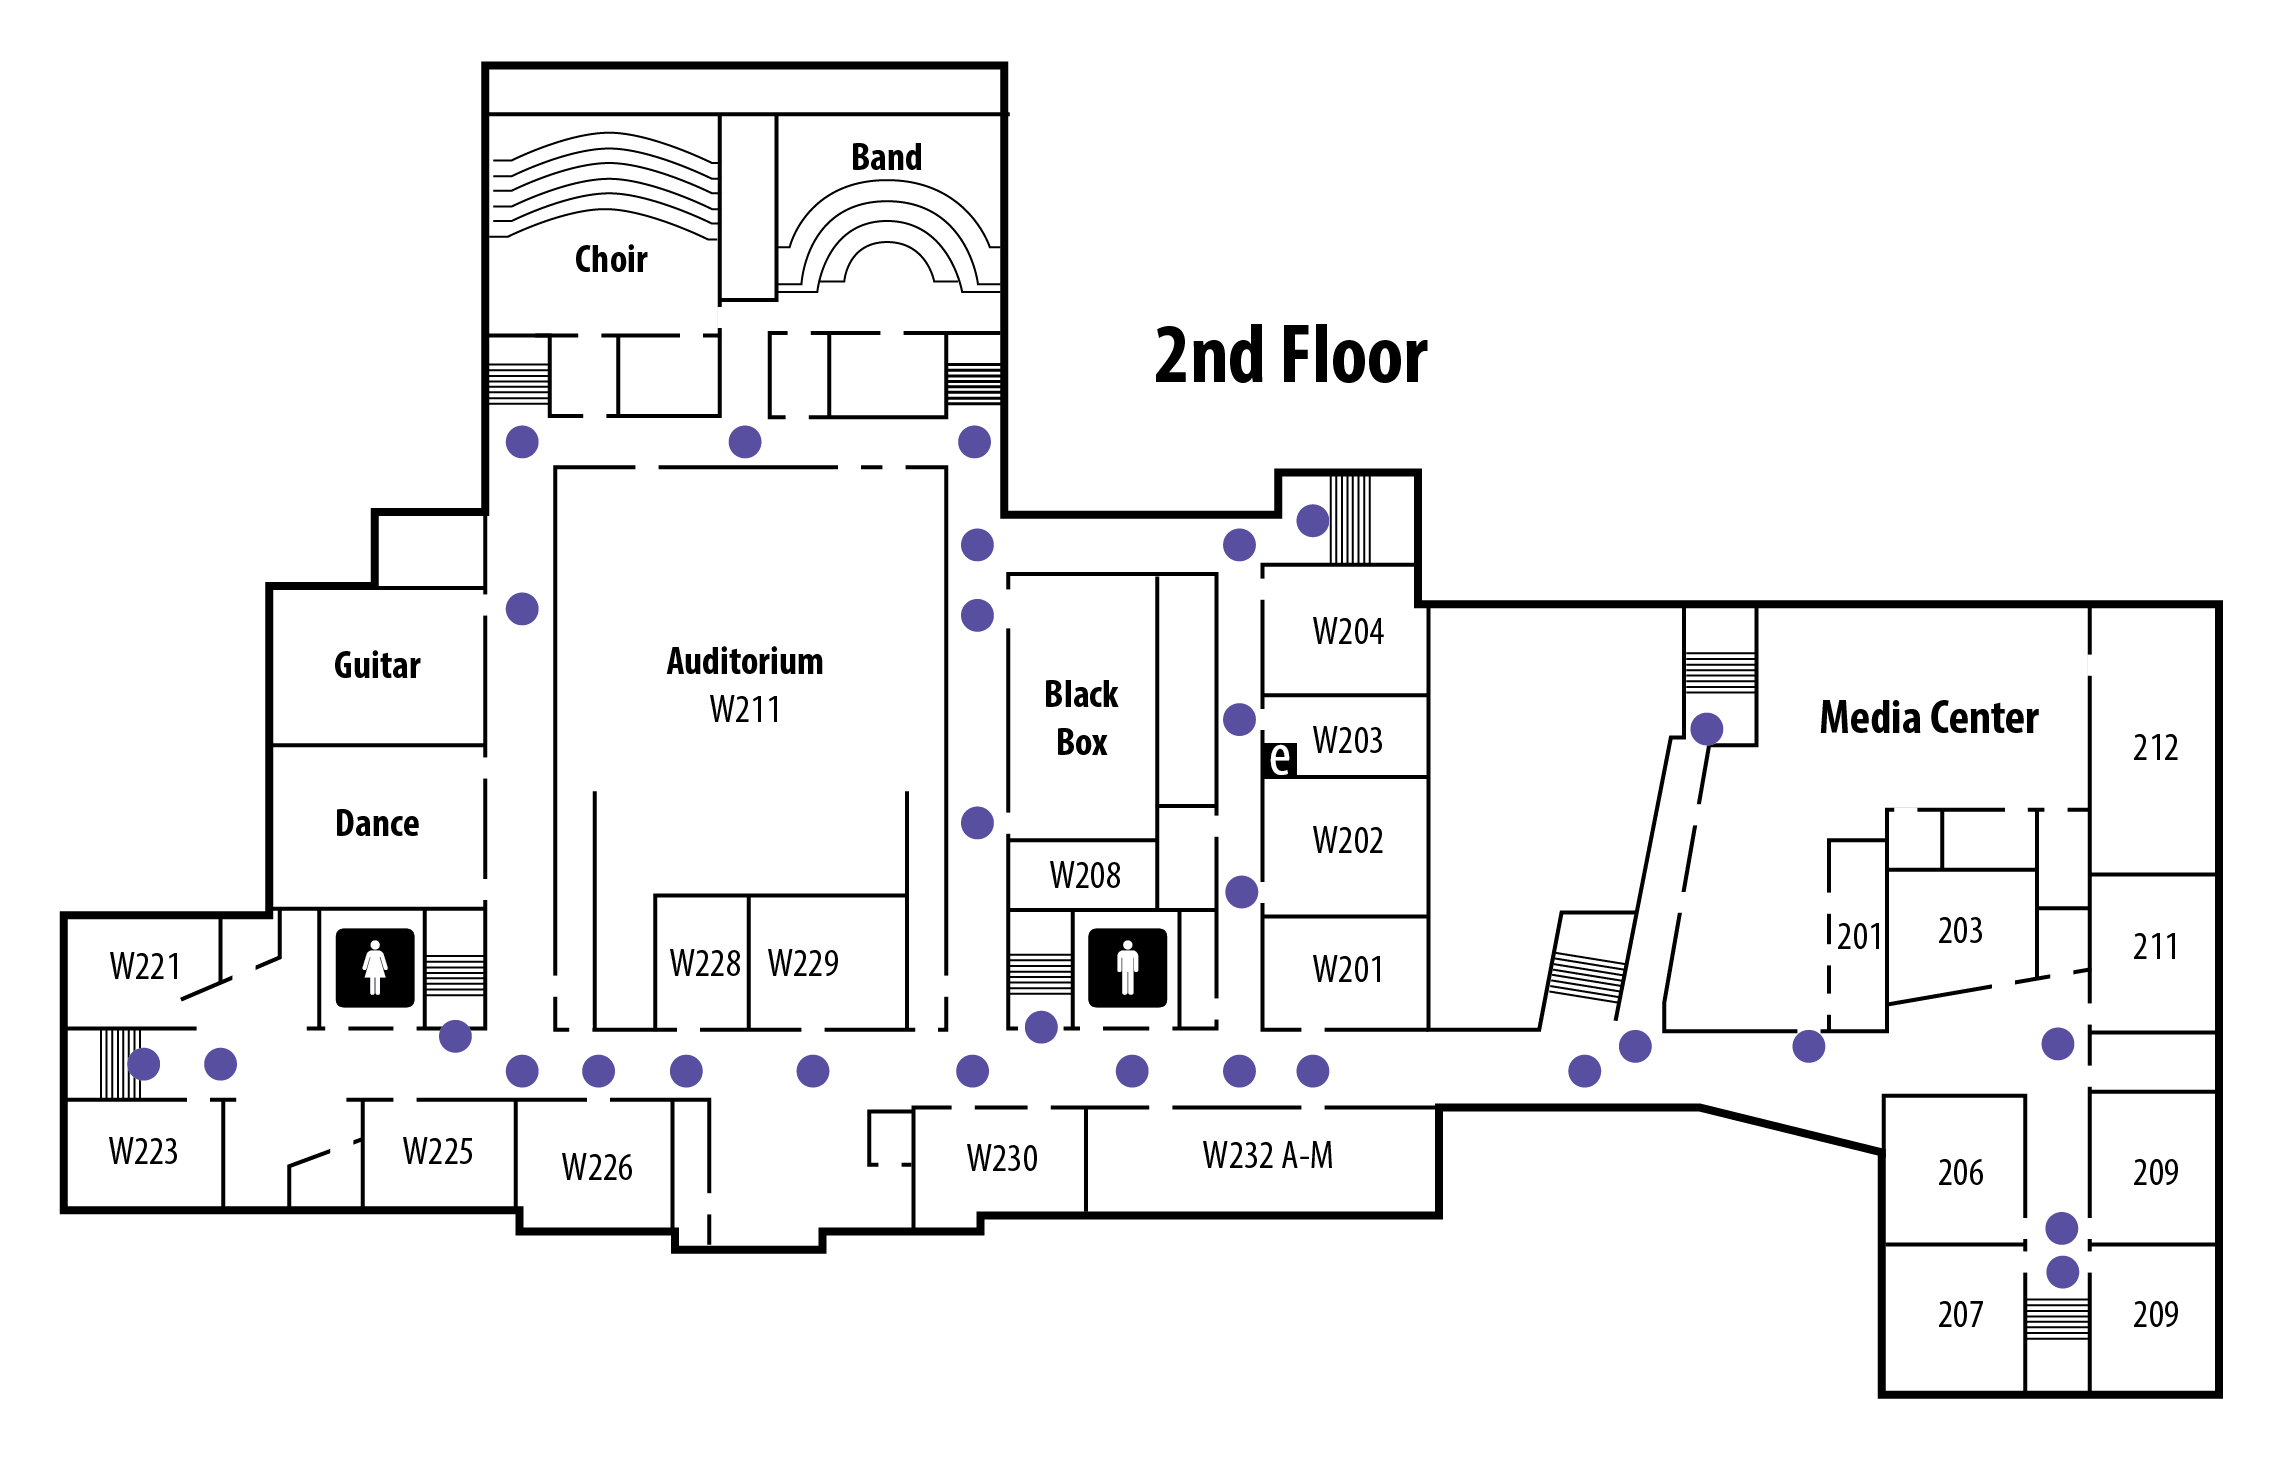 Band
Choir
2nd Floor
Guitar
Auditorium
W211
Black
Box
W204
W203
e
Media Center
212
Dance
W202
W208
W221
W228
W229
W201
201
203
211
W223
W225
W226
W230
W232 A-M
206
209
207
209